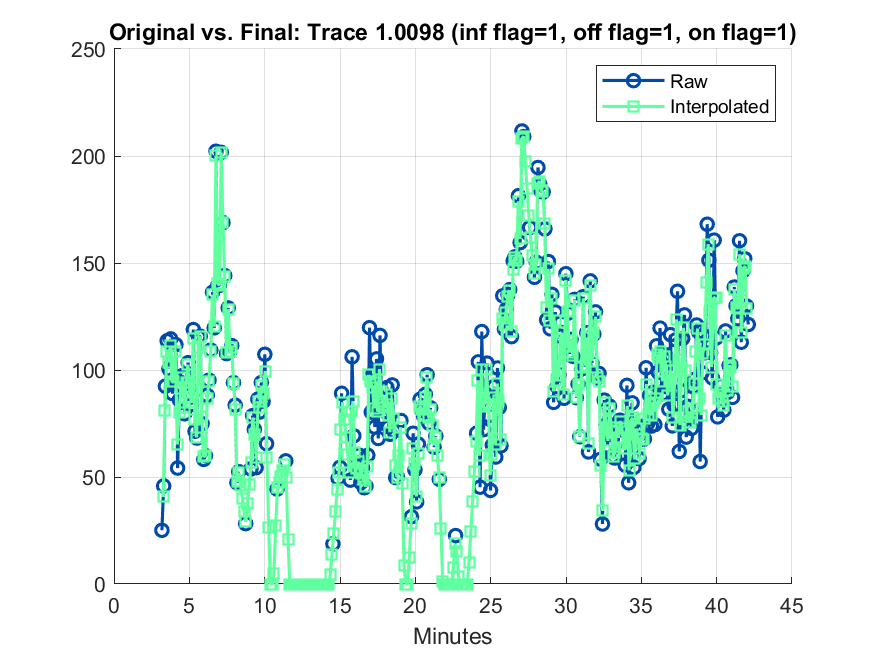 Original vs. Final: Trace 1.0098 (inf flag=1, off flag=1, on flag=1)
250
200
150
100
50
0
Raw
Interpolated
0 5 10 15 20 25 30 35 40 45
Minutes